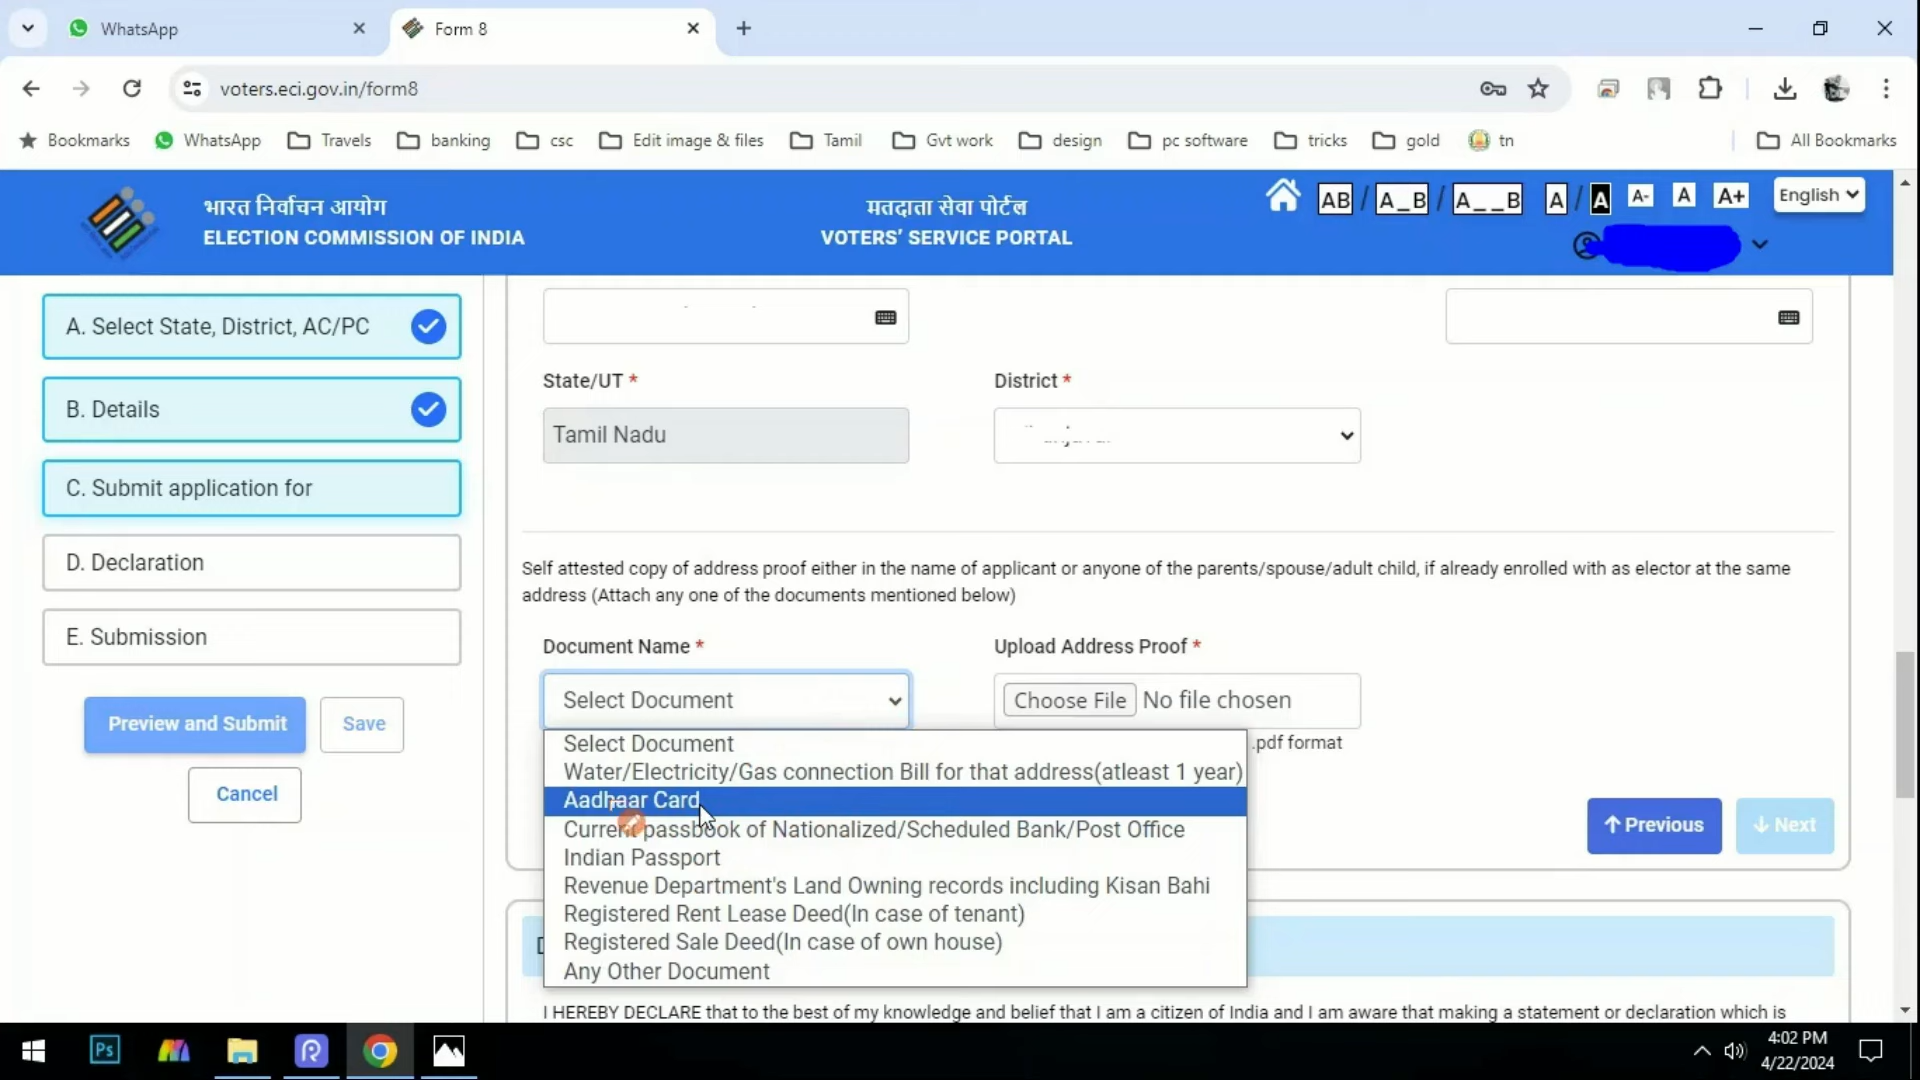 WhatsApp
Form 8
voters.eci.gov.in/form8
Bookmarks WhatsApp Travels banking csc Edit image & files Tamil Gvt work design pc software tricks gold tn All Bookmarks
भारत निर्वाचन आयोग
ELECTION COMMISSION OF INDIA
मतदाता सेवा पोर्टल
VOTERS' SERVICE PORTAL
AB / A_B / A__B A / A A- A A+ English
A. Select State, District, AC/PC
B. Details
C. Submit application for
D. Declaration
E. Submission
Preview and Submit Save
Cancel
State/UT * District *
Tamil Nadu
Self attested copy of address proof either in the name of applicant or anyone of the parents/spouse/adult child, if already enrolled with as elector at the same
address (Attach any one of the documents mentioned below)
Document Name * Upload Address Proof *
Select Document Choose File No file chosen
.pdf format
Select Document
Water/Electricity/Gas connection Bill for that address(atleast 1 year)
Aadhaar Card
Current passbook of Nationalized/Scheduled Bank/Post Office
Indian Passport
Revenue Department's Land Owning records including Kisan Bahi
Registered Rent Lease Deed(In case of tenant)
Registered Sale Deed(In case of own house)
Any Other Document
Previous Next
I HEREBY DECLARE that to the best of my knowledge and belief that I am a citizen of India and I am aware that making a statement or declaration which is
Ps
4:02 PM
4/22/2024